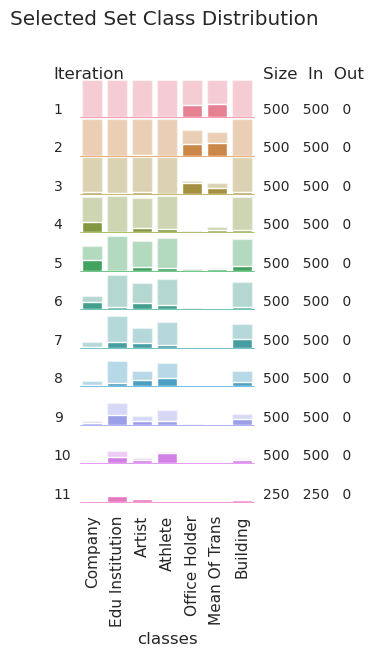 Selected Set Class Distribution
Iteration Size In Out
1 500 500 0
2 500 500 0
3 500 500 0
4 500 500 0
5 500 500 0
6 500 500 0
7 500 500 0
8 500 500 0
9 500 500 0
10 500 500 0
11 250 250 0
Company
Edu Institution
Artist
Athlete
Office Holder
Mean Of Trans
Building
classes